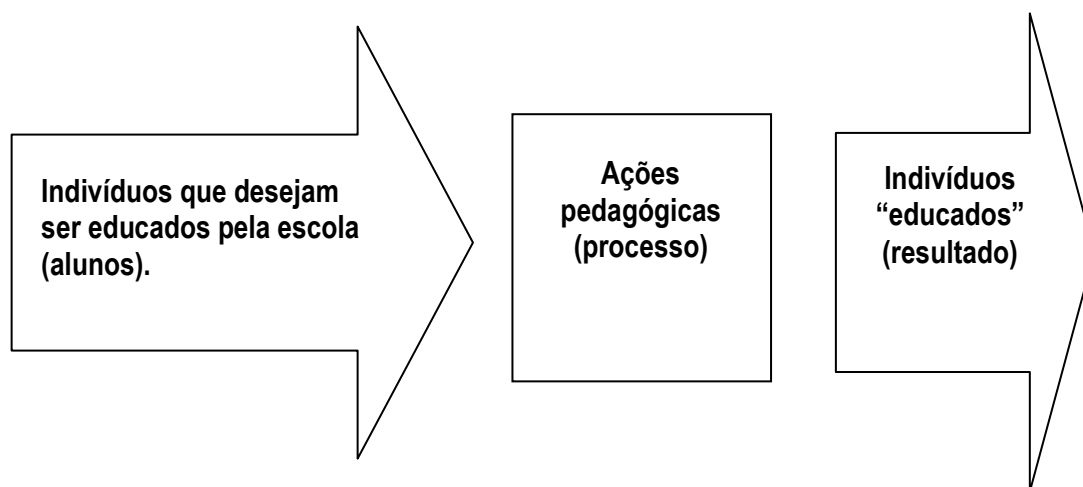 Indivíduos que desejam
ser educados pela escola
(alunos).
Ações
pedagógicas
(processo)
Indivíduos
“educados”
(resultado)